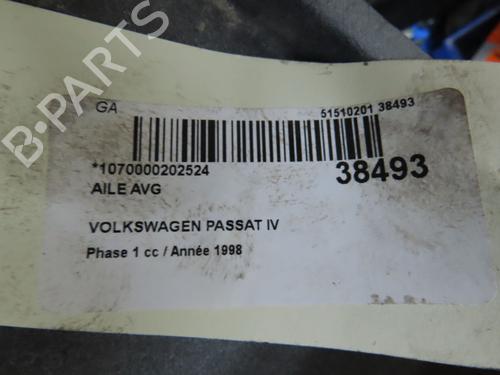 GA
51510201 38493
*1070000202524
38493
AILE AVG
VOLKSWAGEN PASSAT IV
Phase 1 cc / Année 1998
B-PARTS